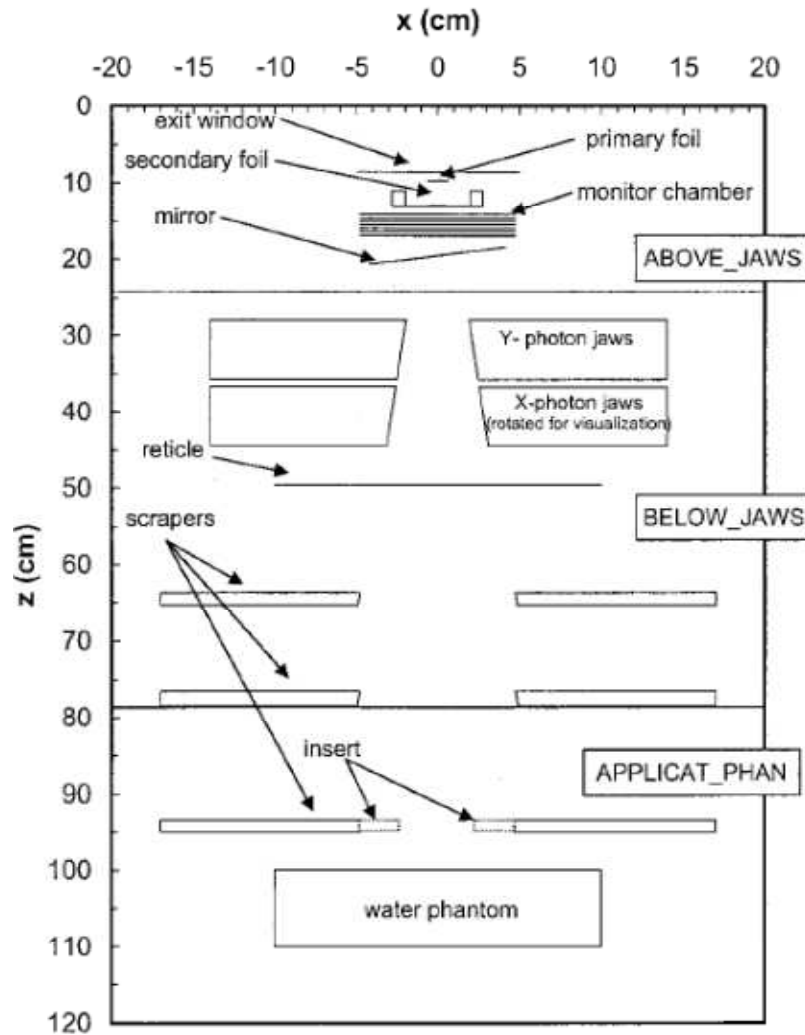 x (cm)
-20 -15 -10 -5 0 5 10 15 20
0
exit window
primary foil
secondary foil
10
monitor chamber
mirror
20
ABOVE_JAWS
30
Y- photon jaws
40
X-photon jaws
(rotated for visualization)
reticle
50
BELOW_JAWS
scrapers
z (cm)
60
70
80
insert
APPLICAT_PHAN
90
100
water phantom
110
120